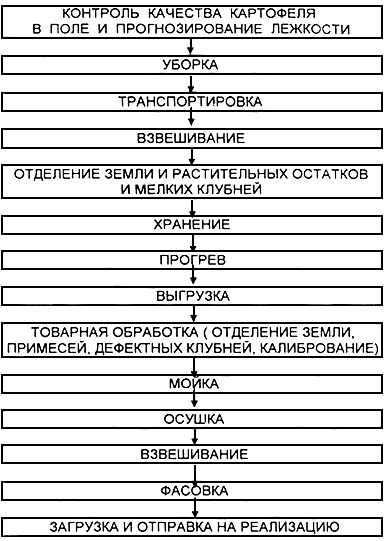 КОНТРОЛЬ КАЧЕСТВА КАРТОФЕЛЯ
В ПОЛЕ И ПРОГНОЗИРОВАНИЕ ЛЕЖКОСТИ
УБОРКА
ТРАНСПОРТИРОВКА
ВЗВЕШИВАНИЕ
ОТДЕЛЕНИЕ ЗЕМЛИ И РАСТИТЕЛЬНЫХ ОСТАТКОВ
И МЕЛКИХ КЛУБНЕЙ
ХРАНЕНИЕ
ПРОГРЕВ
ВЫГРУЗКА
ТОВАРНАЯ ОБРАБОТКА ( ОТДЕЛЕНИЕ ЗЕМЛИ,
ПРИМЕСЕЙ, ДЕФЕКТНЫХ КЛУБНЕЙ, КАЛИБРОВАНИЕ)
МОЙКА
ОСУШКА
ВЗВЕШИВАНИЕ
ФАСОВКА
ЗАГРУЗКА И ОТПРАВКА НА РЕАЛИЗАЦИЮ